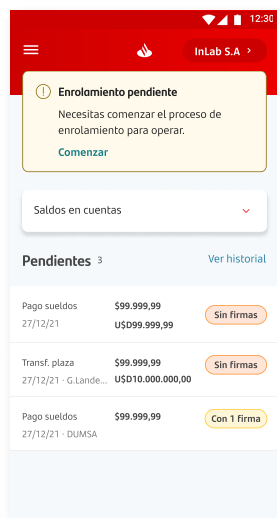 12:30
InLab S.A
Enrolamiento pendiente
Necesitas comenzar el proceso de
enrolamiento para operar.
Comenzar
Saldos en cuentas
Pendientes 3
Ver historial
Pago sueldos $99.999,99
Sin firmas
27/12/21 U$D99.999,99
Transf. plaza $99.999,99
Sin firmas
27/12/21 · G.Lande... U$D10.000.000,00
Pago sueldos $99.999,99
Con 1 firma
27/12/21 · DUMSA